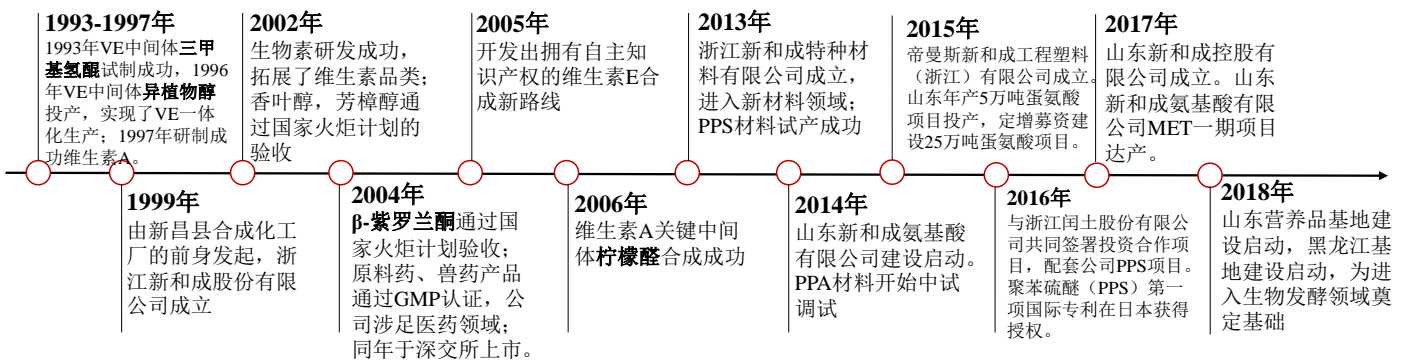 1993-1997年
1993年VE中间体三甲
基氢醌试制成功，1996
年VE中间体异植物醇
投产，实现了VE一体
化生产；1997年研制成
功维生素A。
1999年
由新昌县合成化工
厂的前身发起，浙
江新和成股份有限
公司成立
2002年
生物素研发成功，
拓展了维生素品类；
香叶醇，芳樟醇通
过国家火炬计划的
验收
2004年
β-紫罗兰酮通过国
家火炬计划验收；
原料药、兽药产品
通过GMP认证，公
司涉足医药领域；
同年于深交所上市。
2005年
开发出拥有自主知
识产权的维生素E合
成新路线
2006年
维生素A关键中间
体柠檬醛合成成功
2013年
浙江新和成特种材
料有限公司成立，
进入新材料领域；
PPS材料试产成功
2014年
山东新和成氨基酸
有限公司建设启动。
PPA材料开始中试
调试
2015年
帝曼斯新和成工程塑料
（浙江）有限公司成立。
山东年产5万吨蛋氨酸
项目投产，定增募资建
设25万吨蛋氨酸项目。
2016年
与浙江闰土股份有限公
司共同签署投资合作项
目，配套公司PPS项目。
聚苯硫醚（PPS）第一
项国际专利在日本获得
授权。
2017年
山东新和成控股有
限公司成立。山东
新和成氨基酸有限
公司MET一期项目
达产。
2018年
山东营养品基地建
设启动，黑龙江基
地建设启动，为进
入生物发酵领域奠
定基础